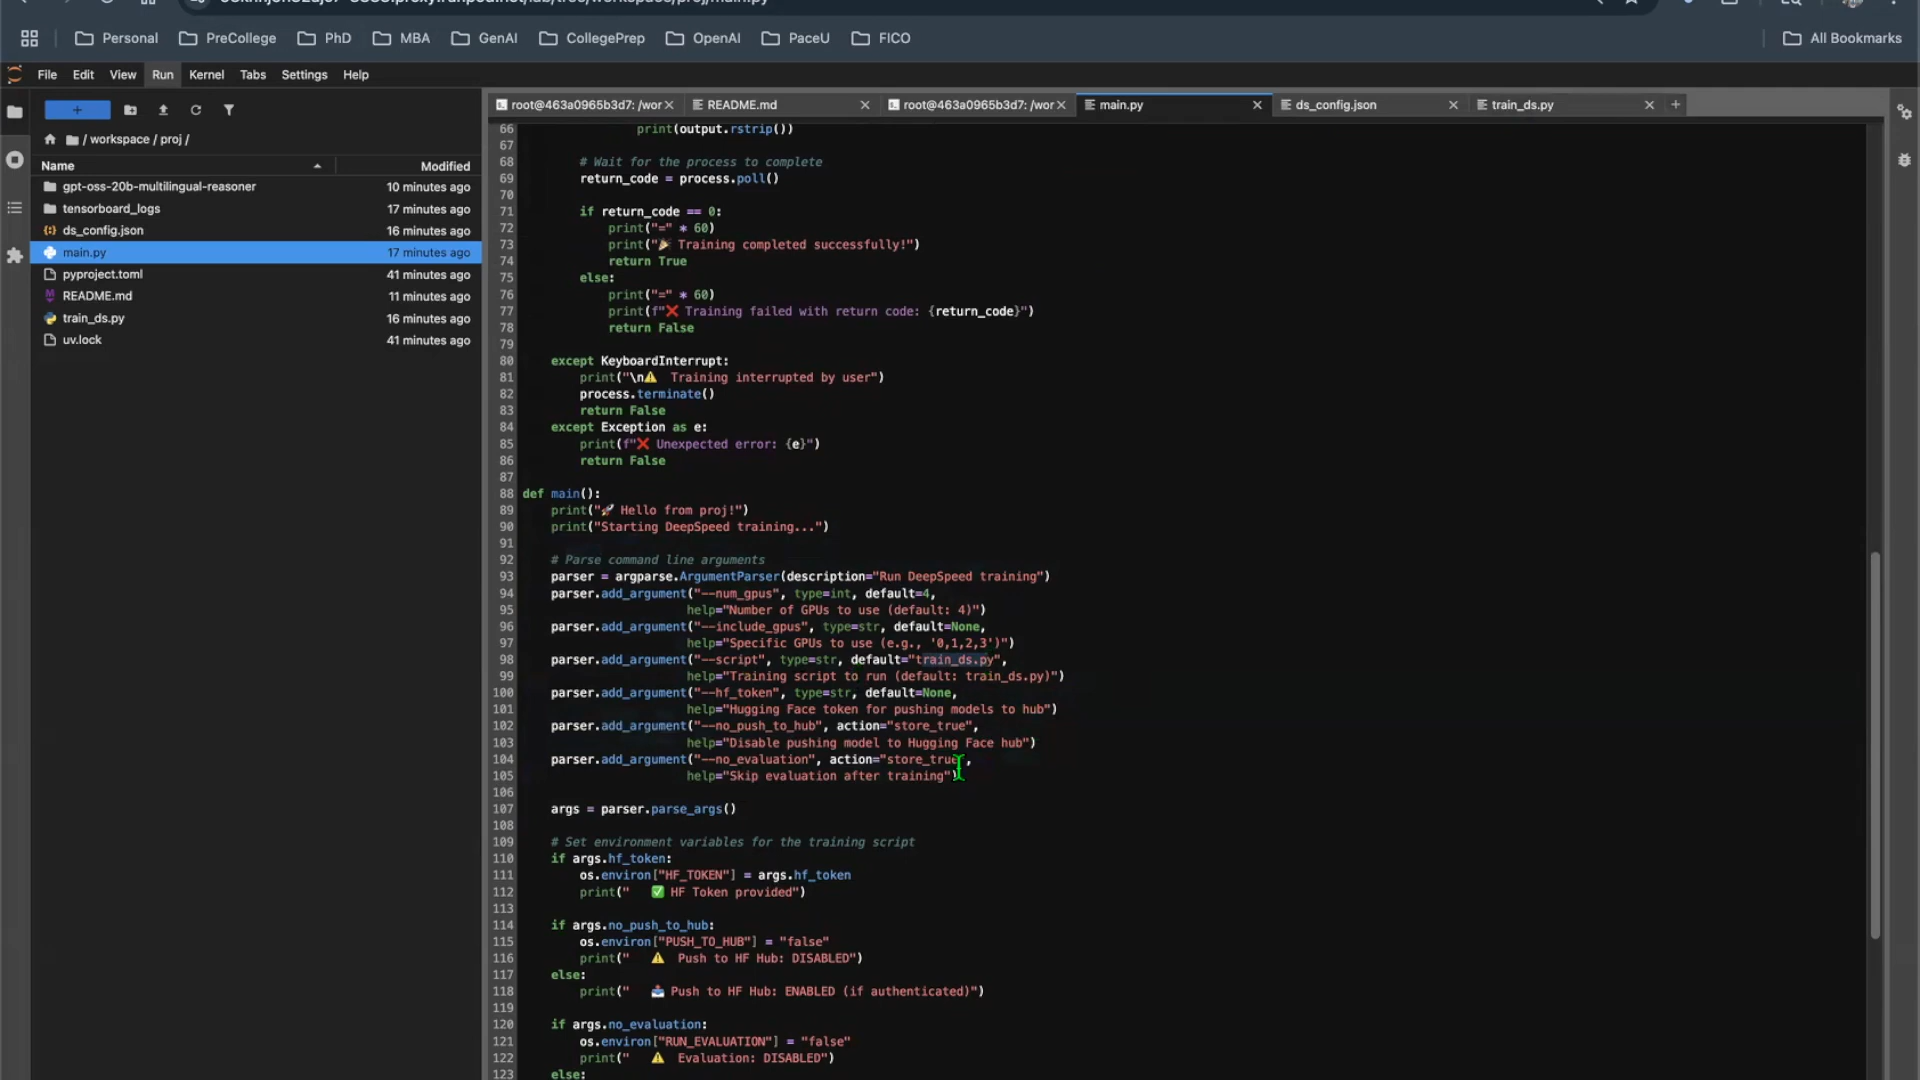 Personal PreCollege PhD MBA GenAI CollegePrep OpenAI PaceU FICO All Bookmarks
File Edit View Run Kernel Tabs Settings Help
root@463a0965b3d7: /wor README.md root@463a0965b3d7: /wor main.py ds_config.json train_ds.py
/ workspace / proj /
Name Modified
gpt-oss-20b-multilingual-reasoner 10 minutes ago
tensorboard_logs 17 minutes ago
ds_config.json 16 minutes ago
main.py 17 minutes ago
pyproject.toml 41 minutes ago
README.md 11 minutes ago
train_ds.py 16 minutes ago
uv.lock 41 minutes ago
66 print(output.rstrip())
67
68 # Wait for the process to complete
69 return_code = process.poll()
70
71 if return_code == 0:
72 print("=" * 60)
73 print("🎉 Training completed successfully!")
74 return True
75 else:
76 print("=" * 60)
77 print(f"❌ Training failed with return code: {return_code}")
78 return False
79
80 except KeyboardInterrupt:
81 print("\n⚠️ Training interrupted by user")
82 process.terminate()
83 return False
84 except Exception as e:
85 print(f"❌ Unexpected error: {e}")
86 return False
87
88 def main():
89 print("🚀 Hello from proj!")
90 print("Starting DeepSpeed training...")
91
92 # Parse command line arguments
93 parser = argparse.ArgumentParser(description="Run DeepSpeed training")
94 parser.add_argument("--num_gpus", type=int, default=4,
95 help="Number of GPUs to use (default: 4)")
96 parser.add_argument("--include_gpus", type=str, default=None,
97 help="Specific GPUs to use (e.g., '0,1,2,3')")
98 parser.add_argument("--script", type=str, default="train_ds.py",
99 help="Training script to run (default: train_ds.py)")
100 parser.add_argument("--hf_token", type=str, default=None,
101 help="Hugging Face token for pushing models to hub")
102 parser.add_argument("--no_push_to_hub", action="store_true",
103 help="Disable pushing model to Hugging Face hub")
104 parser.add_argument("--no_evaluation", action="store_true",
105 help="Skip evaluation after training")
106
107 args = parser.parse_args()
108
109 # Set environment variables for the training script
110 if args.hf_token:
111 os.environ["HF_TOKEN"] = args.hf_token
112 print(" ✅ HF Token provided")
113
114 if args.no_push_to_hub:
115 os.environ["PUSH_TO_HUB"] = "false"
116 print(" ⚠️ Push to HF Hub: DISABLED")
117 else:
118 print(" 📤 Push to HF Hub: ENABLED (if authenticated)")
119
120 if args.no_evaluation:
121 os.environ["RUN_EVALUATION"] = "false"
122 print(" ⚠️ Evaluation: DISABLED")
123 else: